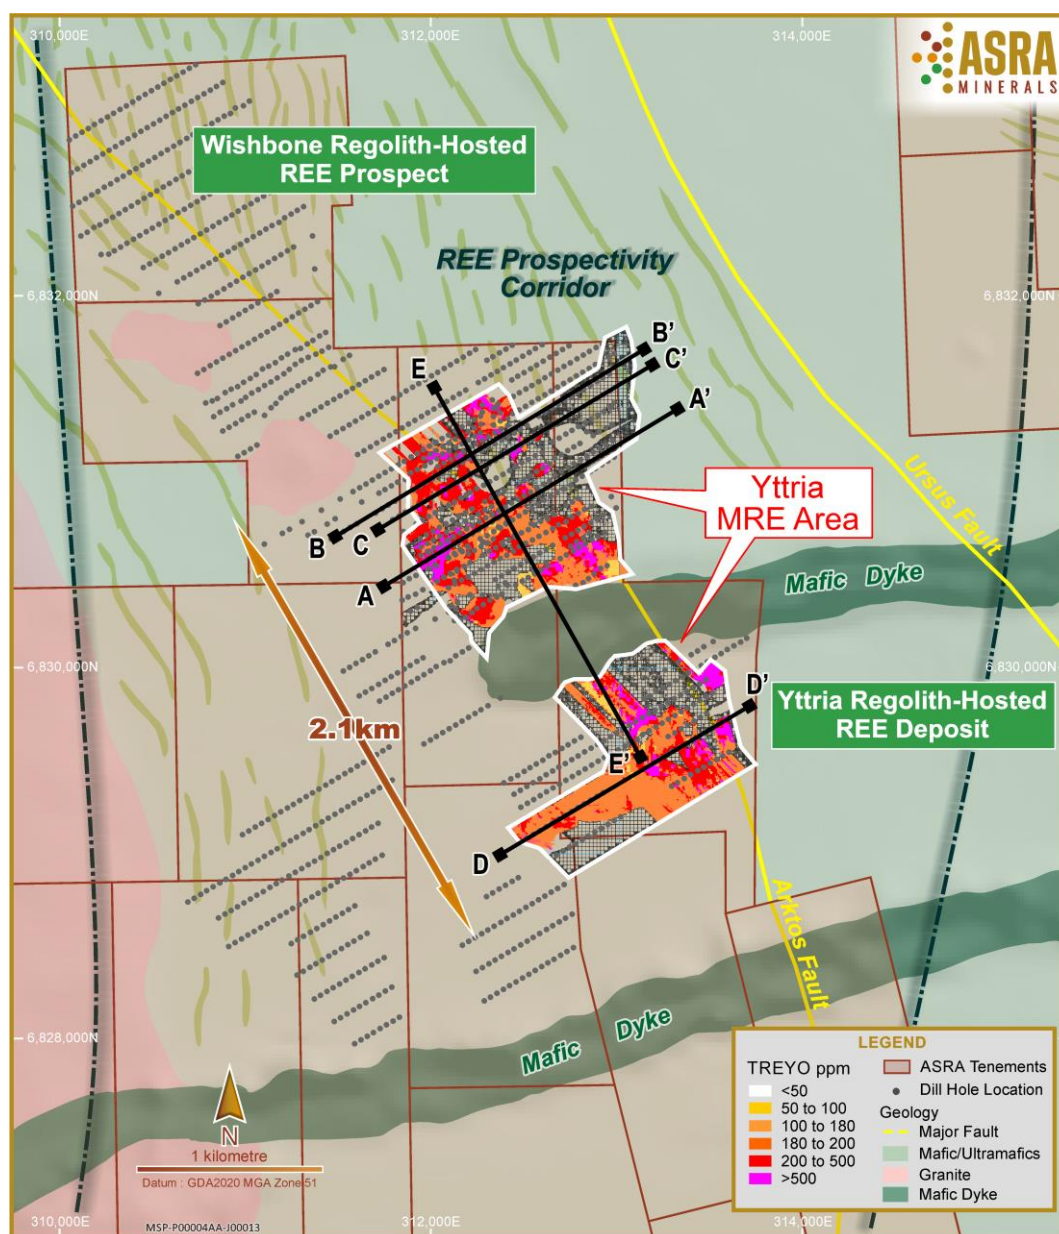 310,000E
312,000E
314,000E
ASRA
MINERALS
Wishbone Regolith-Hosted
REE Prospect
REE Prospectivity
Corridor
6,832,000N
6,832,000N
B'
C'
E
A'
Ursus Fault
Yttria
MRE Area
B
C
A
Mafic Dyke
6,830,000N
6,830,000N
D'
Yttria Regolith-Hosted
REE Deposit
2.1km
E'
D
Arktos Fault
6,828,000N
Mafic Dyke
N
1 kilometre
Datum : GDA2020 MGA Zone 51
LEGEND
TREYO ppm
<50
50 to 100
100 to 180
180 to 200
200 to 500
>500
ASRA Tenements
Dill Hole Location
Geology
Major Fault
Mafic/Ultramafics
Granite
Mafic Dyke
310,000E
MSP-P00004AA-J00013
312,000E
314,000E